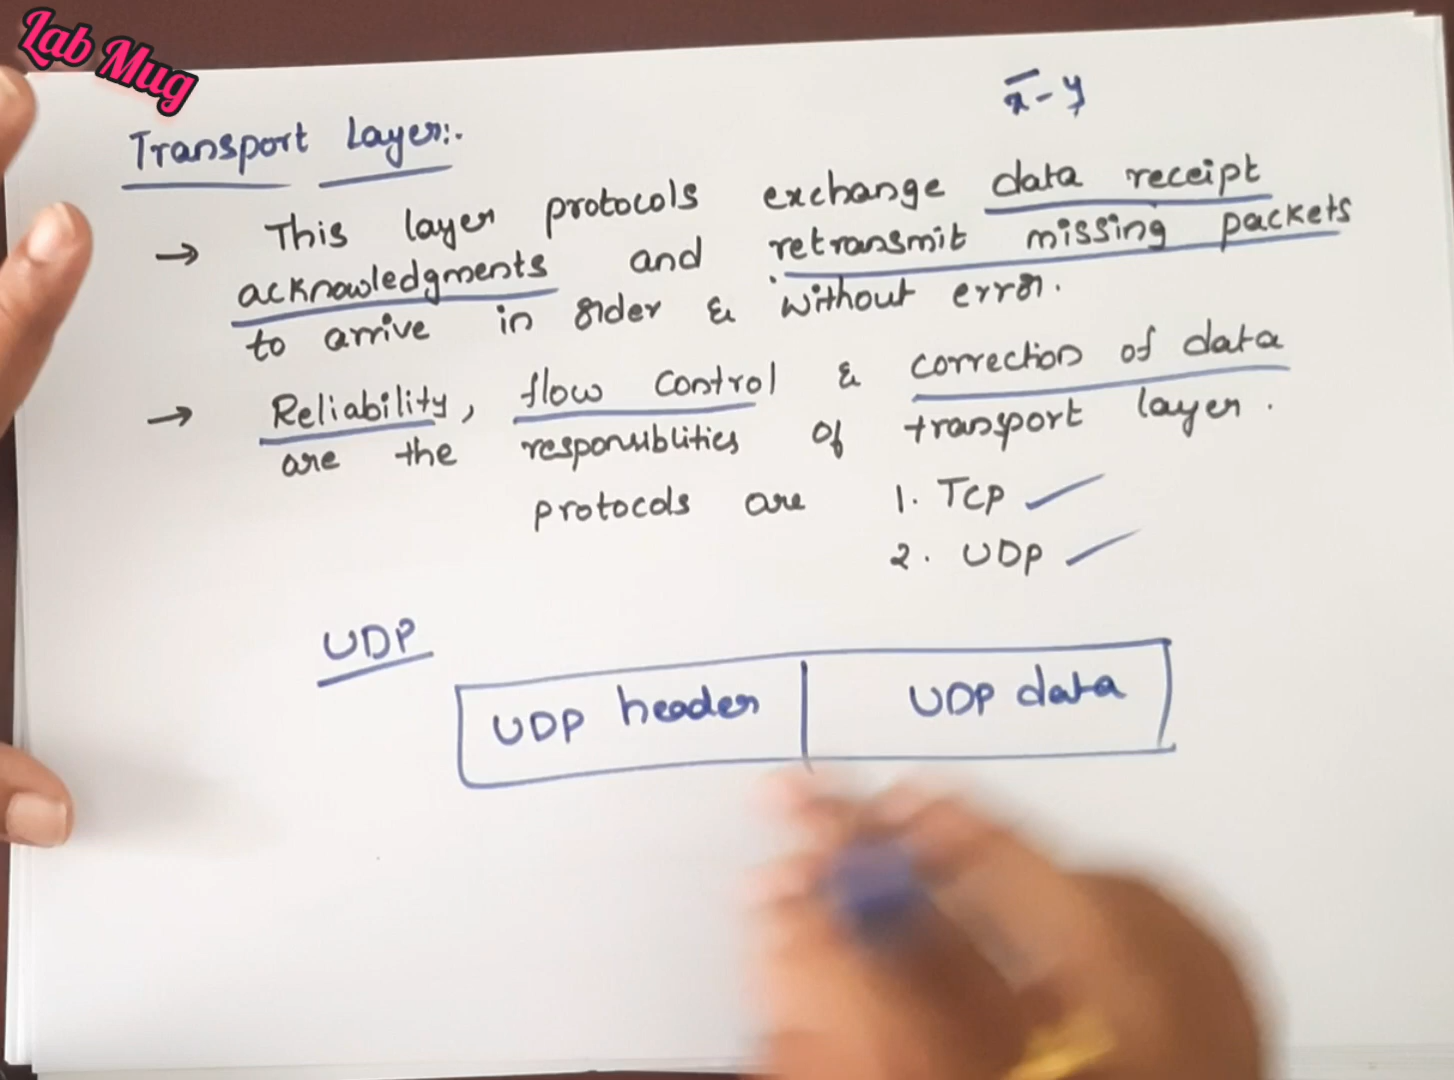 Lab Mug
x - y
Transport Layer:.
→ This layer protocols exchange data receipt
acknowledgments and retransmit missing packets
to arrive in order & without error.
→ Reliability, flow control & correction of data
are the responsiblities of transport layer.
protocols are 1. TCP ✓
2. UDP ✓
UDP
UDP header UDP data